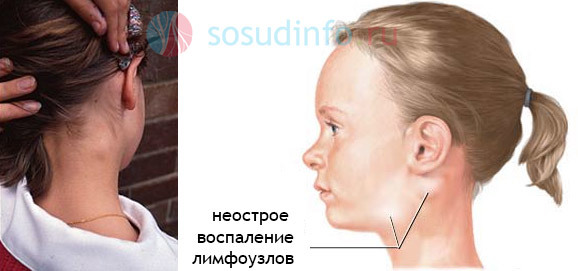 sosudinfo.ru
неострое
воспаление
лимфоузлов